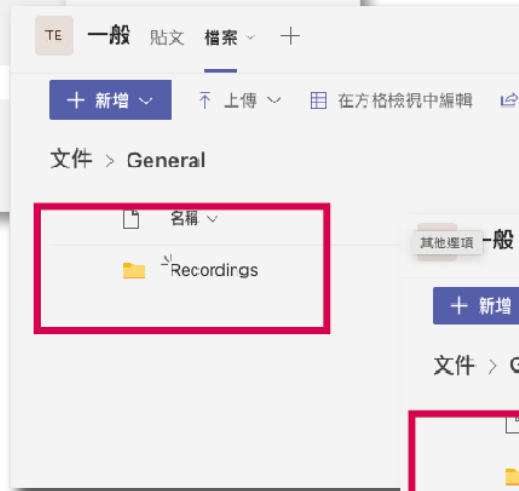 TE 一般 貼文 檔案 +
+ 新增 上傳 在方格檢視中編輯
文件 > General
名稱
Recordings
其他選項 一般
+ 新增
文件 >